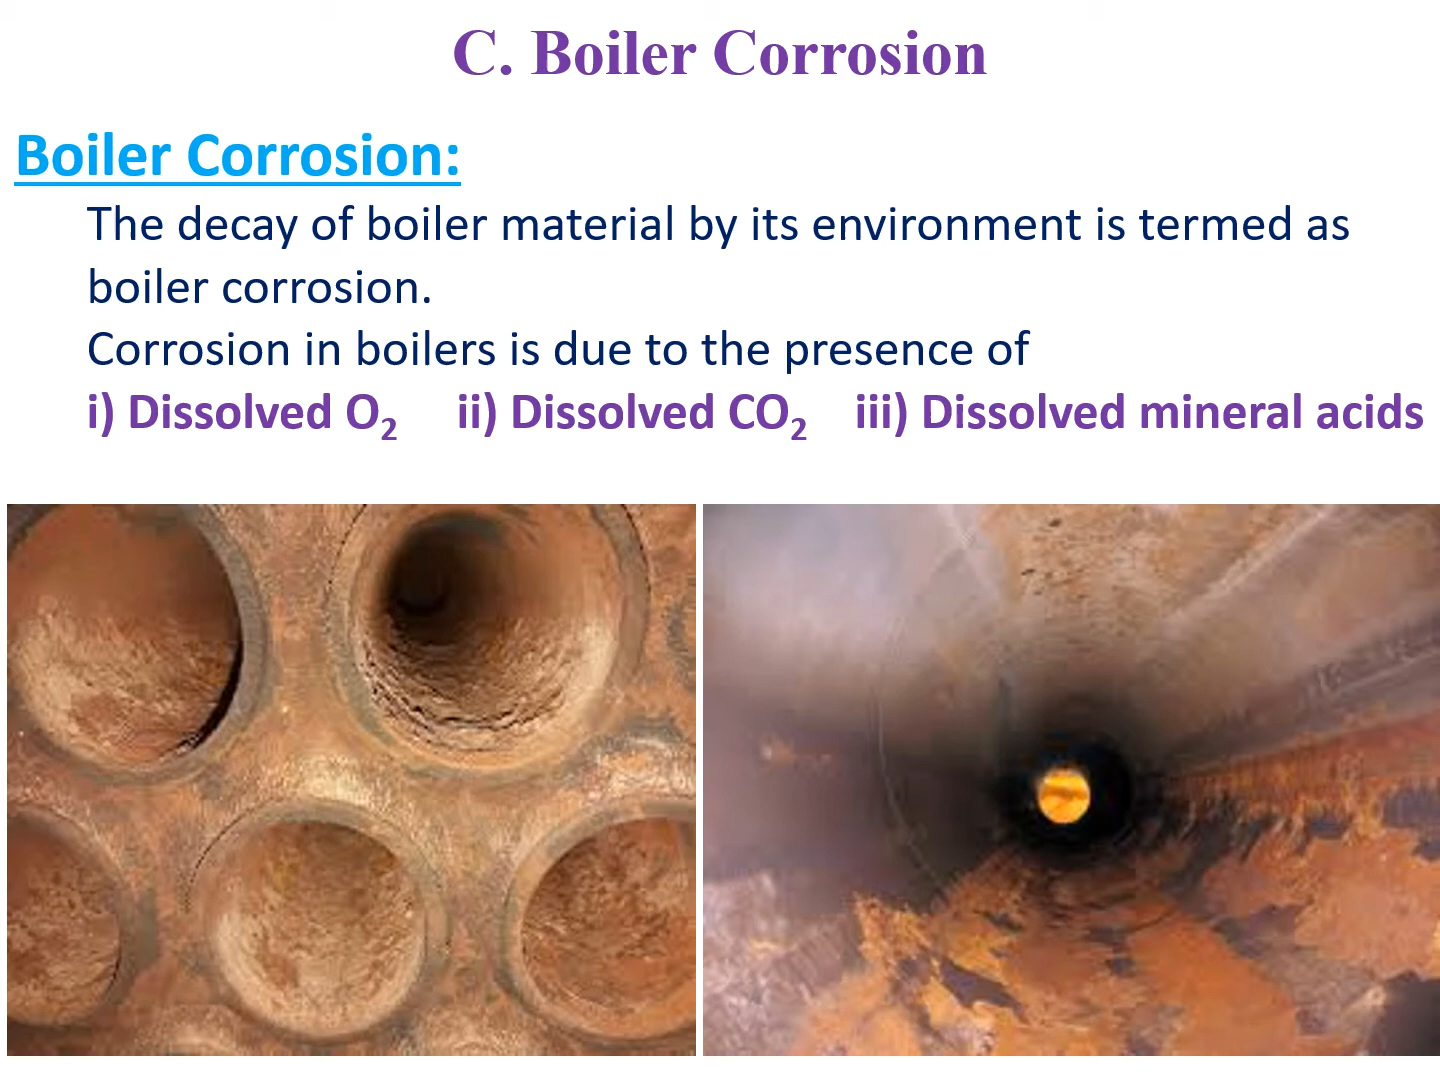 C. Boiler Corrosion
Boiler Corrosion:
The decay of boiler material by its environment is termed as
boiler corrosion.
Corrosion in boilers is due to the presence of
i) Dissolved O₂ ii) Dissolved CO₂ iii) Dissolved mineral acids